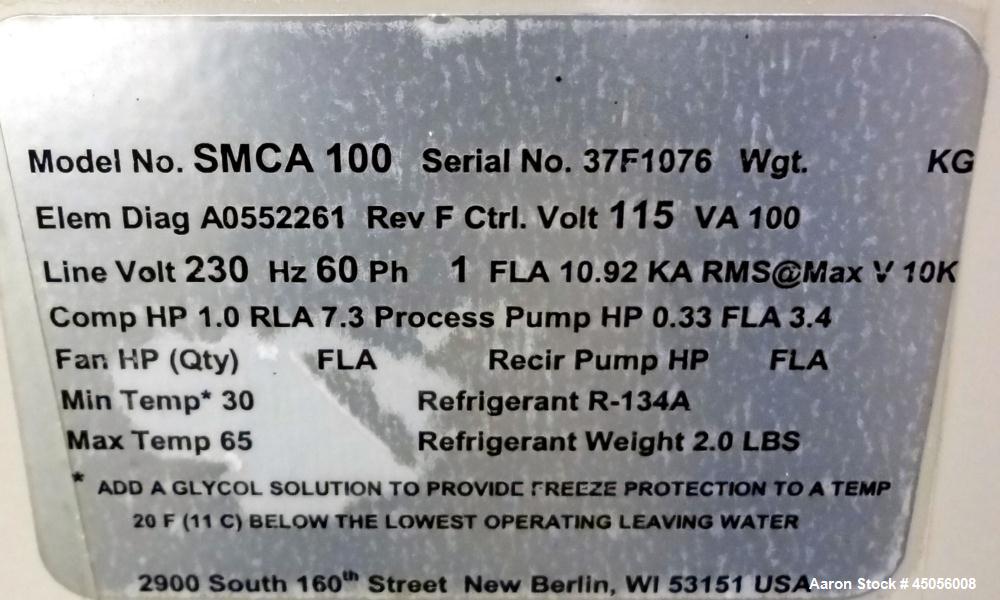 Model No. SMCA 100 Serial No. 37F1076 Wgt. KG
Elem Diag A0552261 Rev F Ctrl. Volt 115 VA 100
Line Volt 230 Hz 60 Ph 1 FLA 10.92 KA RMS@Max V 10K
Comp HP 1.0 RLA 7.3 Process Pump HP 0.33 FLA 3.4
Fan HP (Qty) FLA Recir Pump HP FLA
Min Temp* 30 Refrigerant R-134A
Max Temp 65 Refrigerant Weight 2.0 LBS
* ADD A GLYCOL SOLUTION TO PROVIDE FREEZE PROTECTION TO A TEMP
20 F (11 C) BELOW THE LOWEST OPERATING LEAVING WATER
2900 South 160th Street New Berlin, WI 53151 USA
Aaron Stock # 45056008